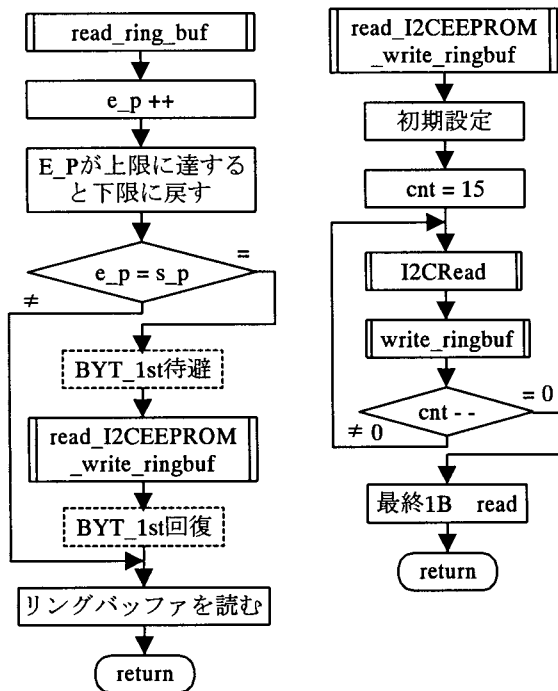 read_ring_buf
e_p ++
E_Pが上限に達する
と下限に戻す
e_p = s_p
=
≠
BYT_1st待避
read_I2CEEPROM
_write_ringbuf
BYT_1st回復
リングバッファを読む
return
read_I2CEEPROM
_write_ringbuf
初期設定
cnt = 15
I2CRead
write_ringbuf
cnt - -
= 0
≠ 0
最終1B read
return